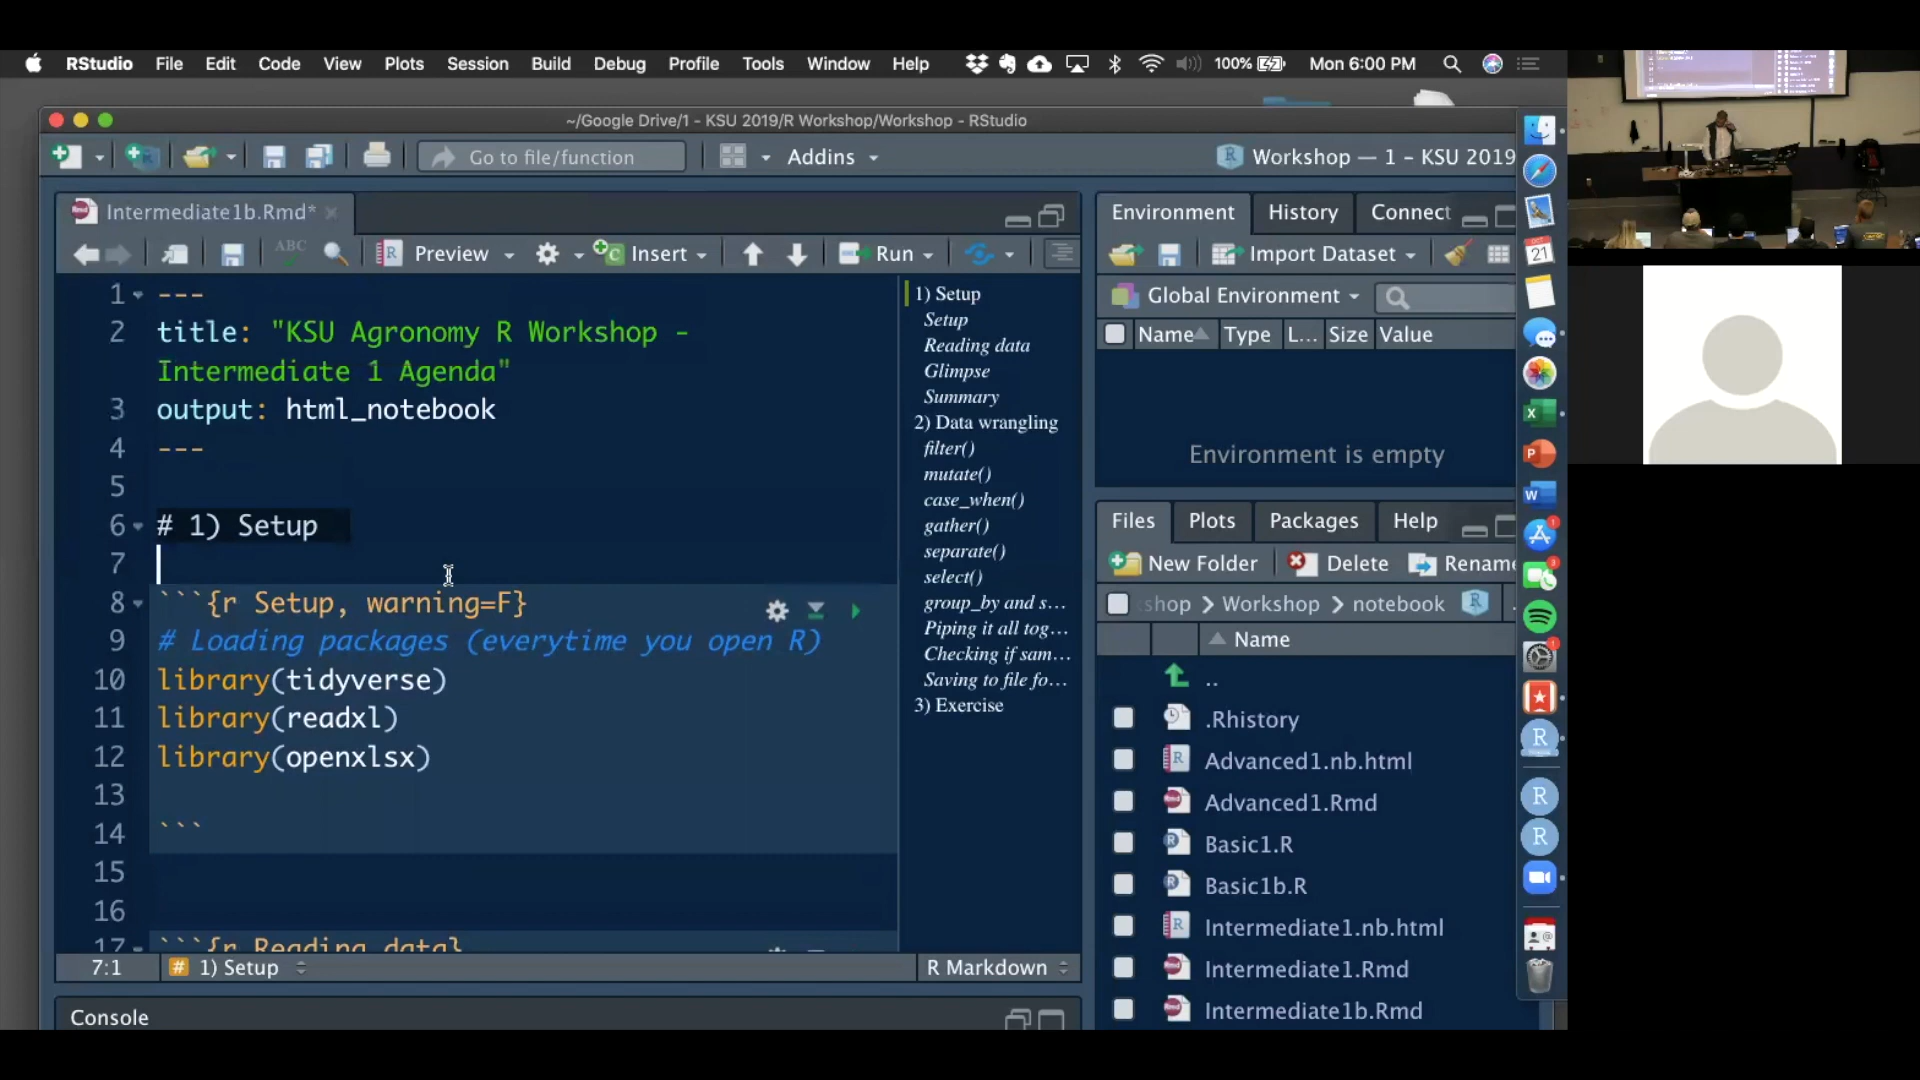 RStudio File Edit Code View Plots Session Build Debug Profile Tools Window Help 100% Mon 6:00 PM
~/Google Drive/1 - KSU 2019/R Workshop/Workshop - RStudio
Go to file/function Addins Workshop — 1 – KSU 2019
Intermediate1b.Rmd*
ABC Preview Insert Run
1 ---
2 title: "KSU Agronomy R Workshop -
Intermediate 1 Agenda"
3 output: html_notebook
4 ---
5
6 # 1) Setup
7
8 ```{r Setup, warning=F}
9 # Loading packages (everytime you open R)
10 library(tidyverse)
11 library(readxl)
12 library(openxlsx)
13
14 ```
15
16
17 ```{r Reading data}
7:1 # 1) Setup R Markdown
Console
1) Setup
Setup
Reading data
Glimpse
Summary
2) Data wrangling
filter()
mutate()
case_when()
gather()
separate()
select()
group_by and s...
Piping it all tog...
Checking if sam...
Saving to file fo...
3) Exercise
Environment History Connect
Import Dataset
Global Environment
Name Type L... Size Value
Environment is empty
Files Plots Packages Help
New Folder Delete Rename
shop Workshop notebook
Name
..
.Rhistory
Advanced1.nb.html
Advanced1.Rmd
Basic1.R
Basic1b.R
Intermediate1.nb.html
Intermediate1.Rmd
Intermediate1b.Rmd
OCT
21